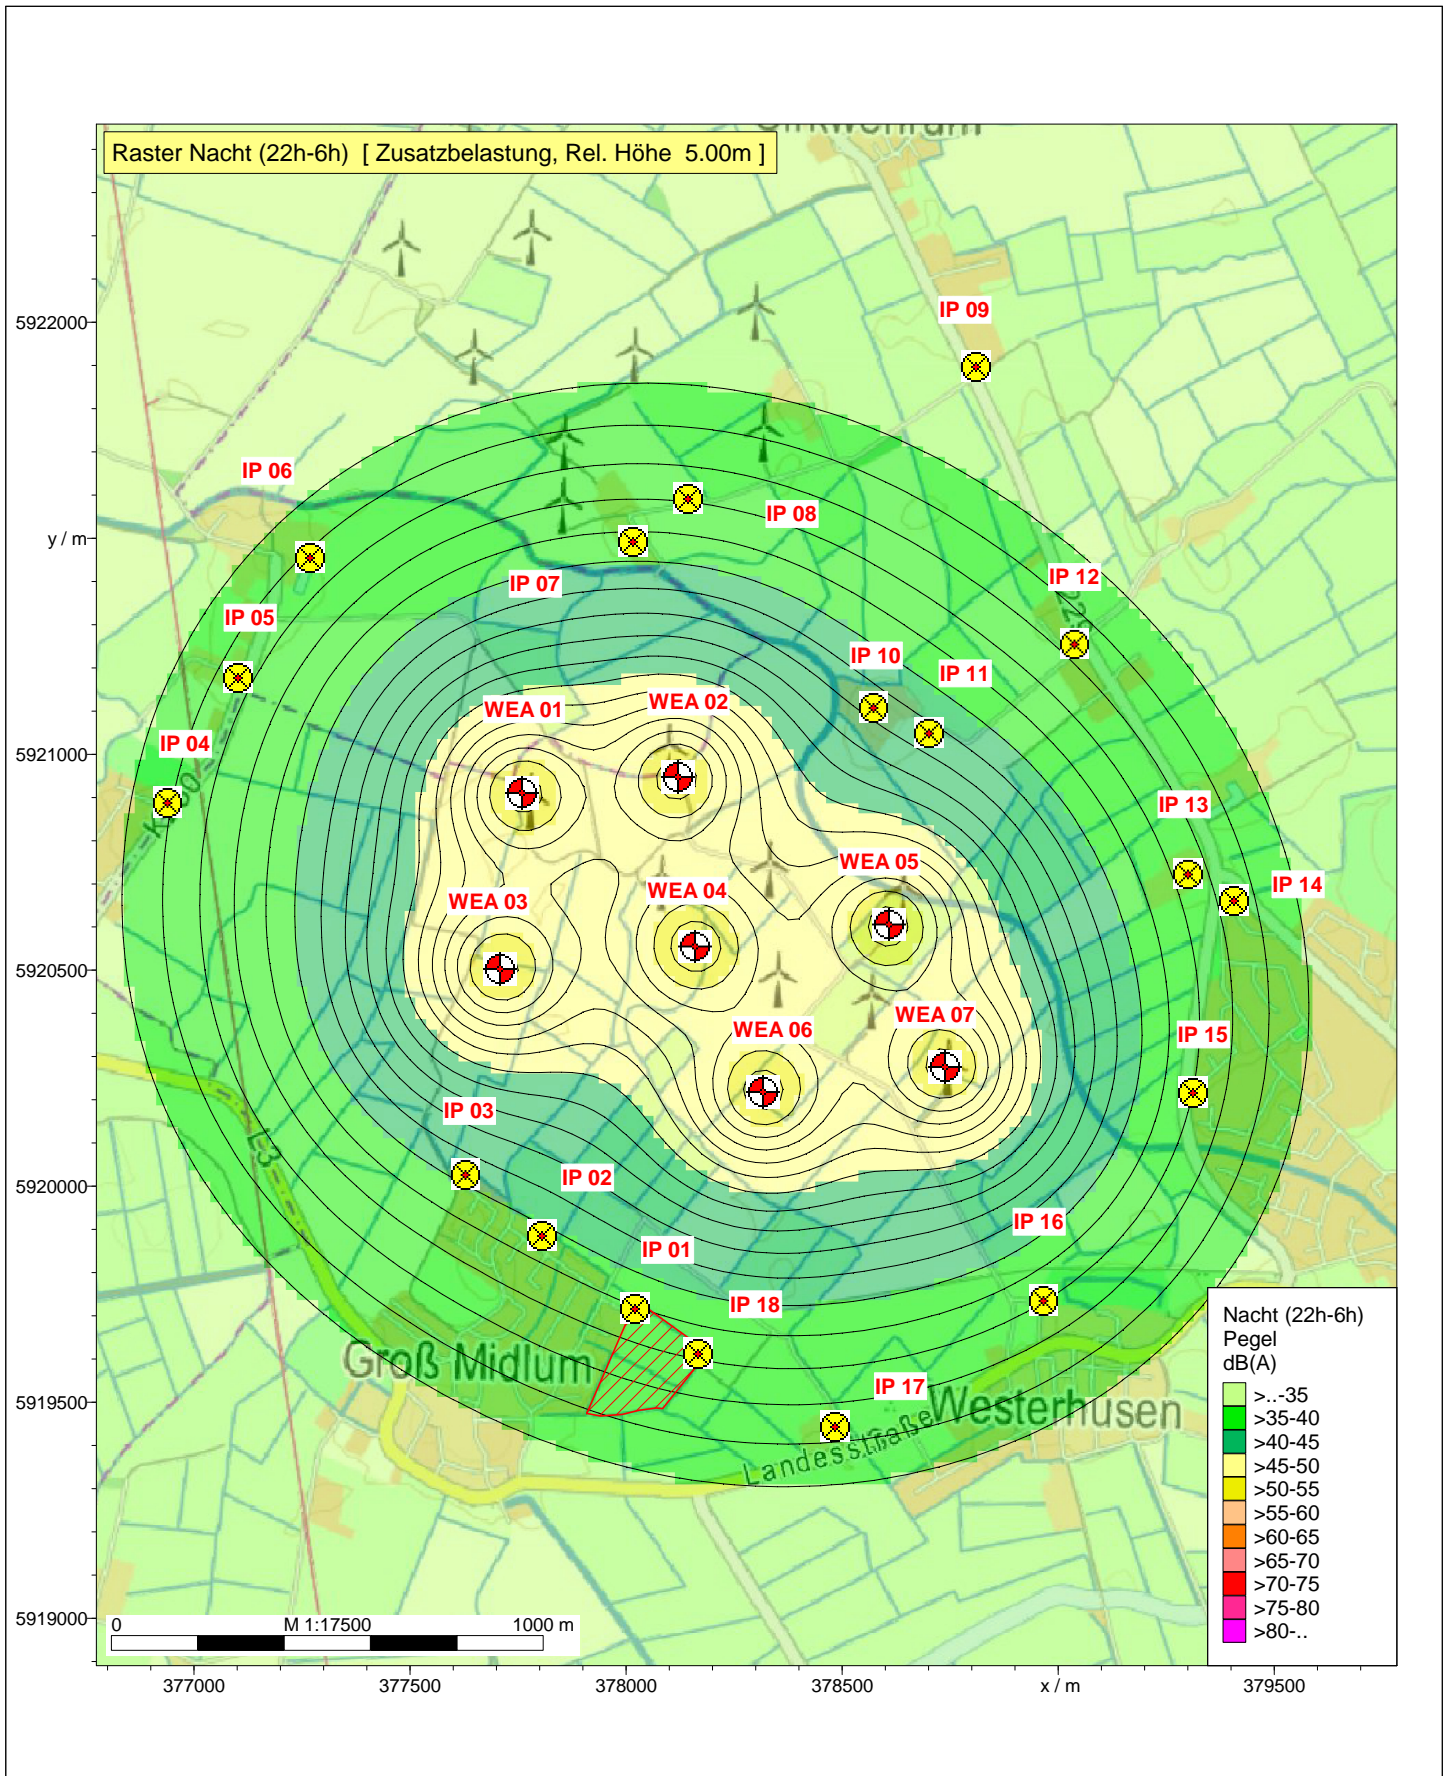 Raster Nacht (22h-6h) [ Zusatzbelastung, Rel. Höhe 5.00m ]
IP 09
5922000
IP 06
IP 08
y / m
IP 07
IP 12
IP 05
IP 10
IP 11
WEA 02
WEA 01
IP 04
5921000
IP 13
WEA 05
WEA 04
IP 14
WEA 03
5920500
WEA 06
WEA 07
IP 15
L3
IP 03
IP 02
5920000
IP 16
IP 01
IP 18
Groß Midlum
IP 17
Westerhusen
5919500
Landesstraße
Nacht (22h-6h)
Pegel
dB(A)
>..-35
>35-40
>40-45
>45-50
>50-55
>55-60
>60-65
>65-70
>70-75
>75-80
>80-..
5919000
0 M 1:17500 1000 m
377000 377500 378000 378500 x / m 379500